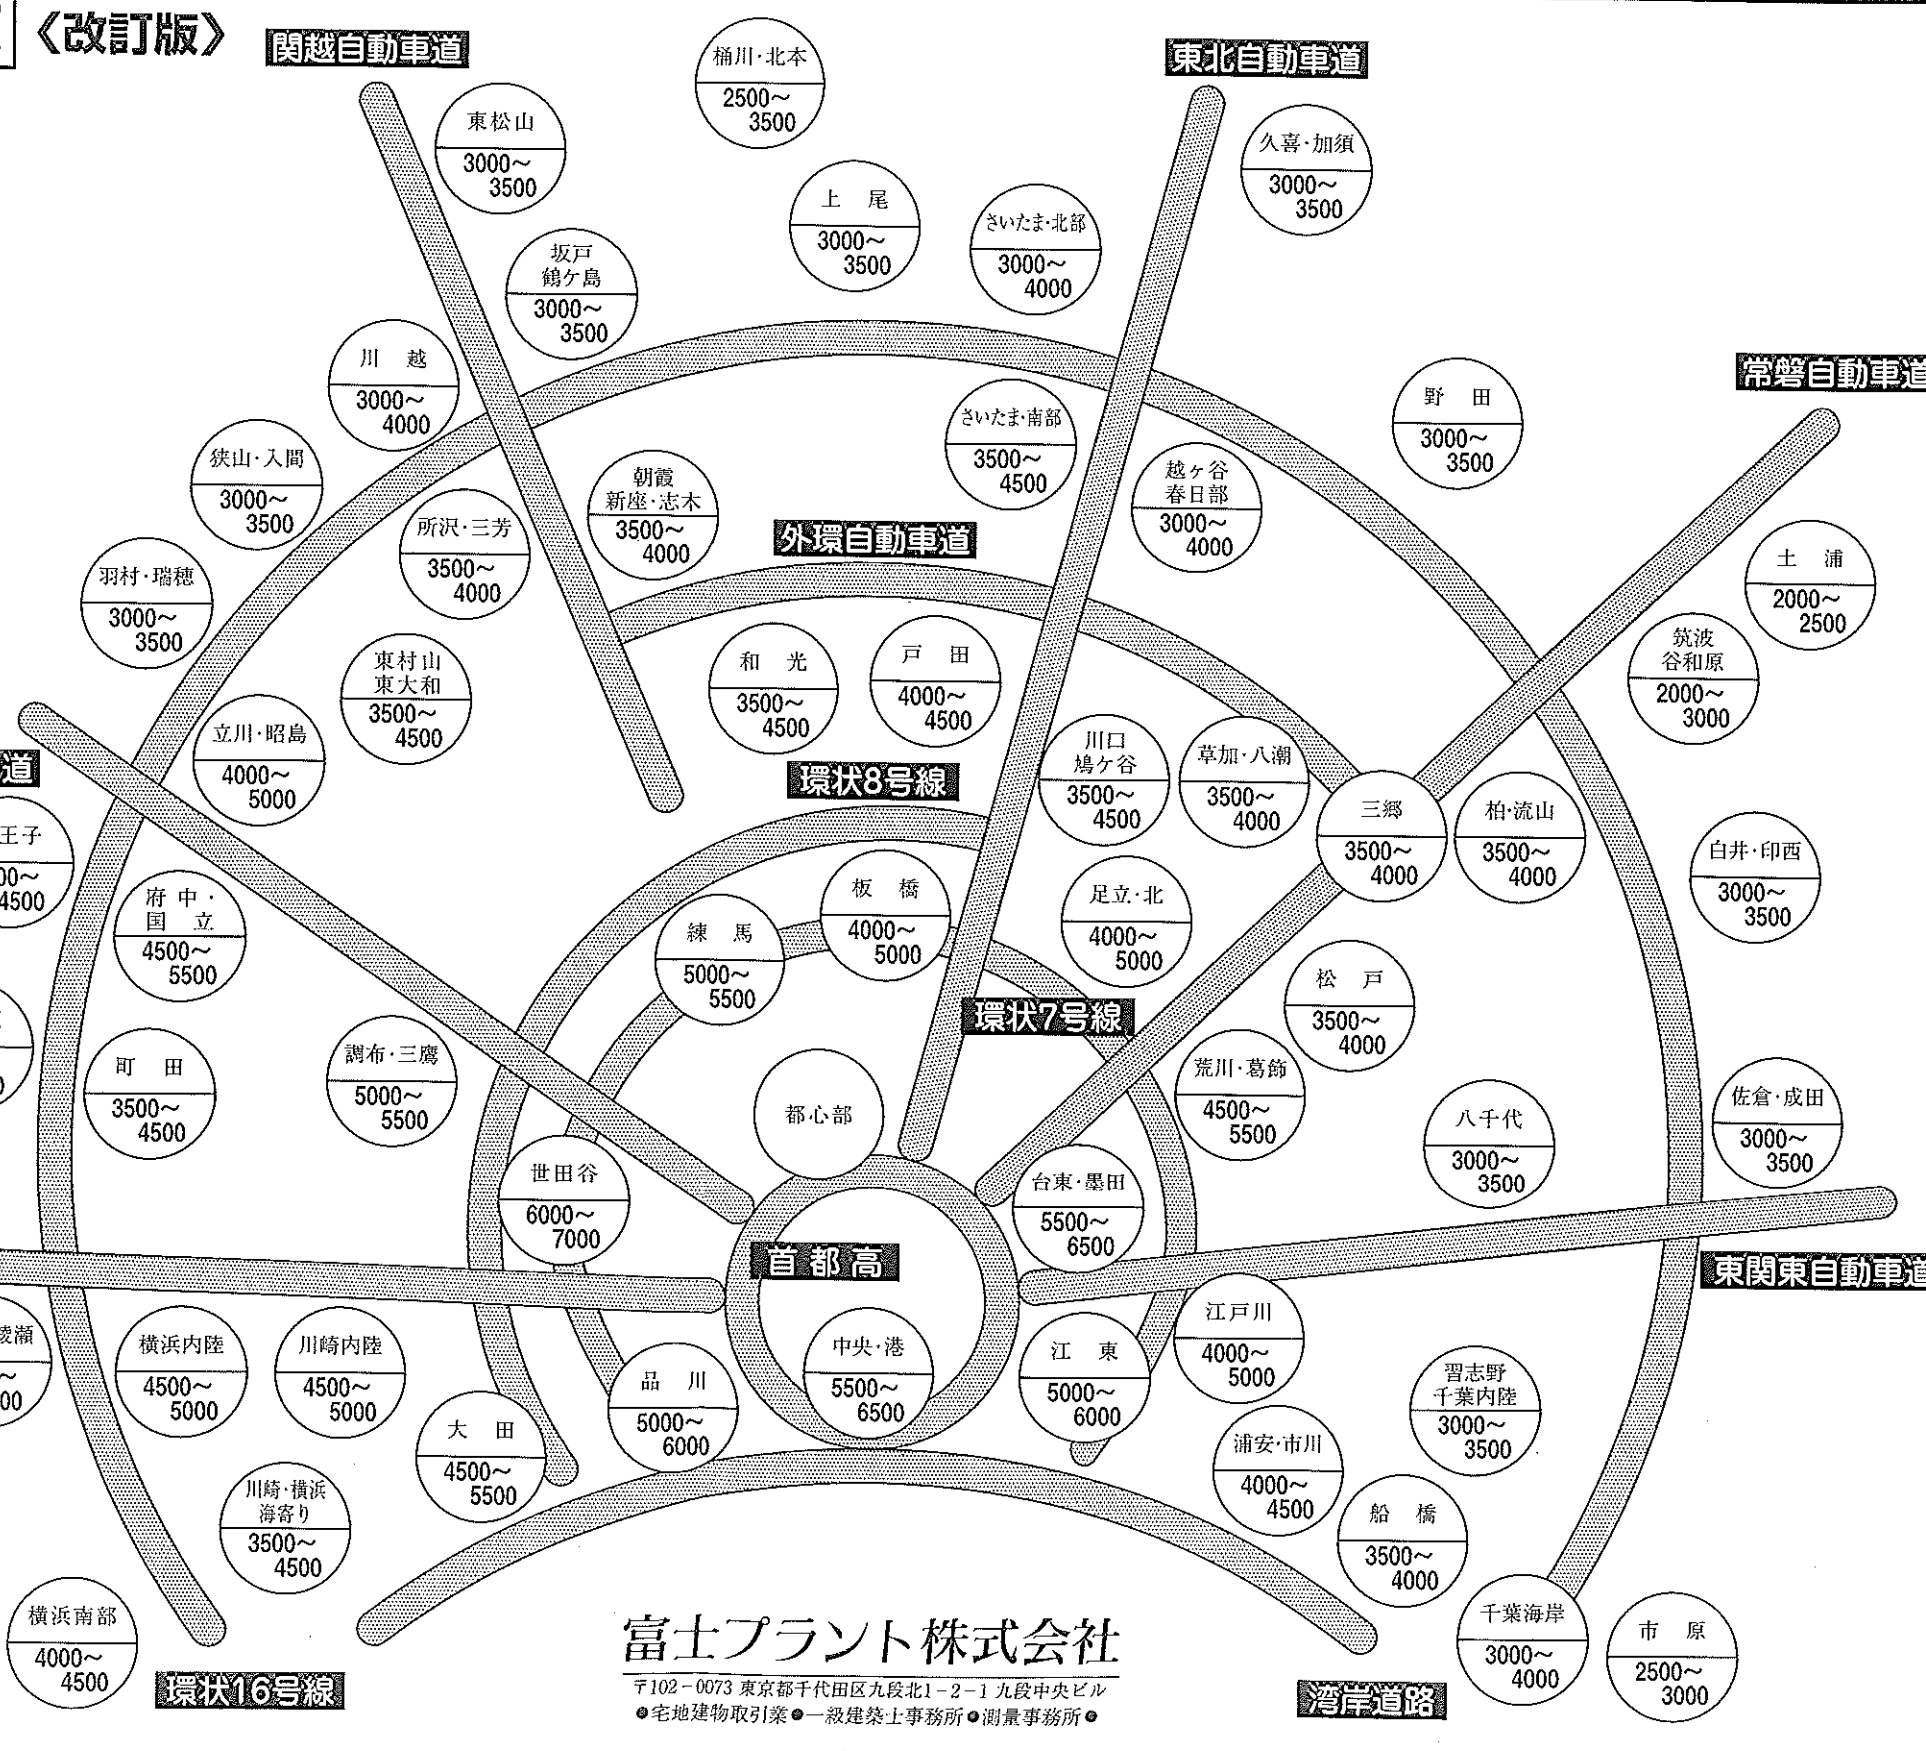 《改訂版》
関越自動車道
東北自動車道
桶川・北本
2500～
3500
東松山
3000～
3500
久喜・加須
3000～
3500
上 尾
3000～
3500
さいたま・北部
3000～
4000
坂戸
鶴ケ島
3000～
3500
川 越
3000～
4000
常磐自動車道
野 田
3000～
3500
さいたま・南部
3500～
4500
狭山・入間
3000～
3500
越ヶ谷
春日部
3000～
4000
朝霞
新座・志木
3500～
4000
所沢・三芳
3500～
4000
外環自動車道
羽村・瑞穂
3000～
3500
土 浦
2000～
2500
筑波
谷和原
2000～
3000
東村山
東大和
3500～
4500
和 光
3500～
4500
戸 田
4000～
4500
立川・昭島
4000～
5000
川口
鳩ケ谷
3500～
4500
草加・八潮
3500～
4000
道
環状8号線
三郷
3500～
4000
柏・流山
3500～
4000
王子
00～
4500
白井・印西
3000～
3500
府中・
国 立
4500～
5500
練 馬
5000～
5500
板 橋
4000～
5000
足立・北
4000～
5000
松 戸
3500～
4000
環状7号線
町 田
3500～
4500
調布・三鷹
5000～
5500
荒川・葛飾
4500～
5500
都心部
佐倉・成田
3000～
3500
八千代
3000～
3500
世田谷
6000～
7000
台東・墨田
5500～
6500
首都高
東関東自動車道
綾瀬
～
00
横浜内陸
4500～
5000
川崎内陸
4500～
5000
江戸川
4000～
5000
中央・港
5500～
6500
江 東
5000～
6000
品 川
5000～
6000
習志野
千葉内陸
3000～
3500
大 田
4500～
5500
浦安・市川
4000～
4500
川崎・横浜
海寄り
3500～
4500
船 橋
3500～
4000
横浜南部
4000～
4500
千葉海岸
3000～
4000
市 原
2500～
3000
環状16号線
湾岸道路
富士プラント株式会社
〒102-0073 東京都千代田区九段北1-2-1 九段中央ビル
●宅地建物取引業●一級建築士事務所●測量事務所●